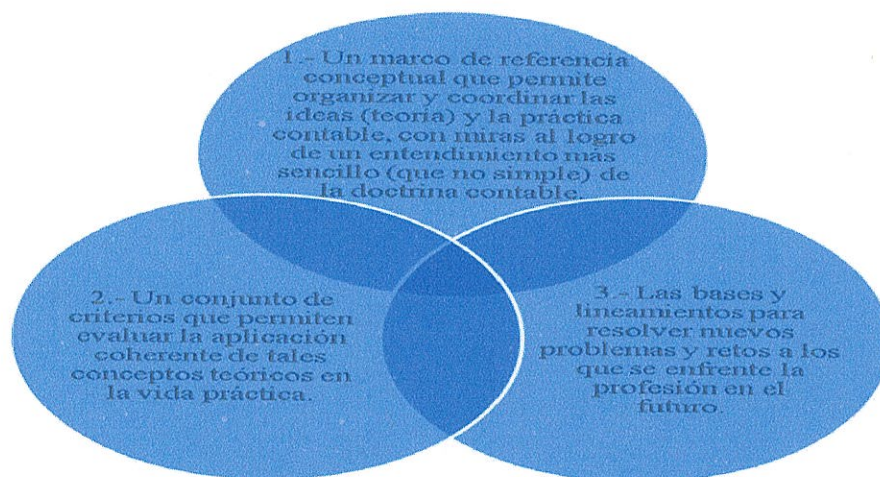 1.- Un marco de referencia
conceptual que permite
organizar y coordinar las
ideas (teoría) y la práctica
contable, con miras al logro
de un entendimiento más
sencillo (que no simple) de
la doctrina contable.
2.- Un conjunto de
criterios que permiten
evaluar la aplicación
coherente de tales
conceptos teóricos en
la vida práctica.
3.- Las bases y
lineamientos para
resolver nuevos
problemas y retos a los
que se enfrente la
profesión en el
futuro.